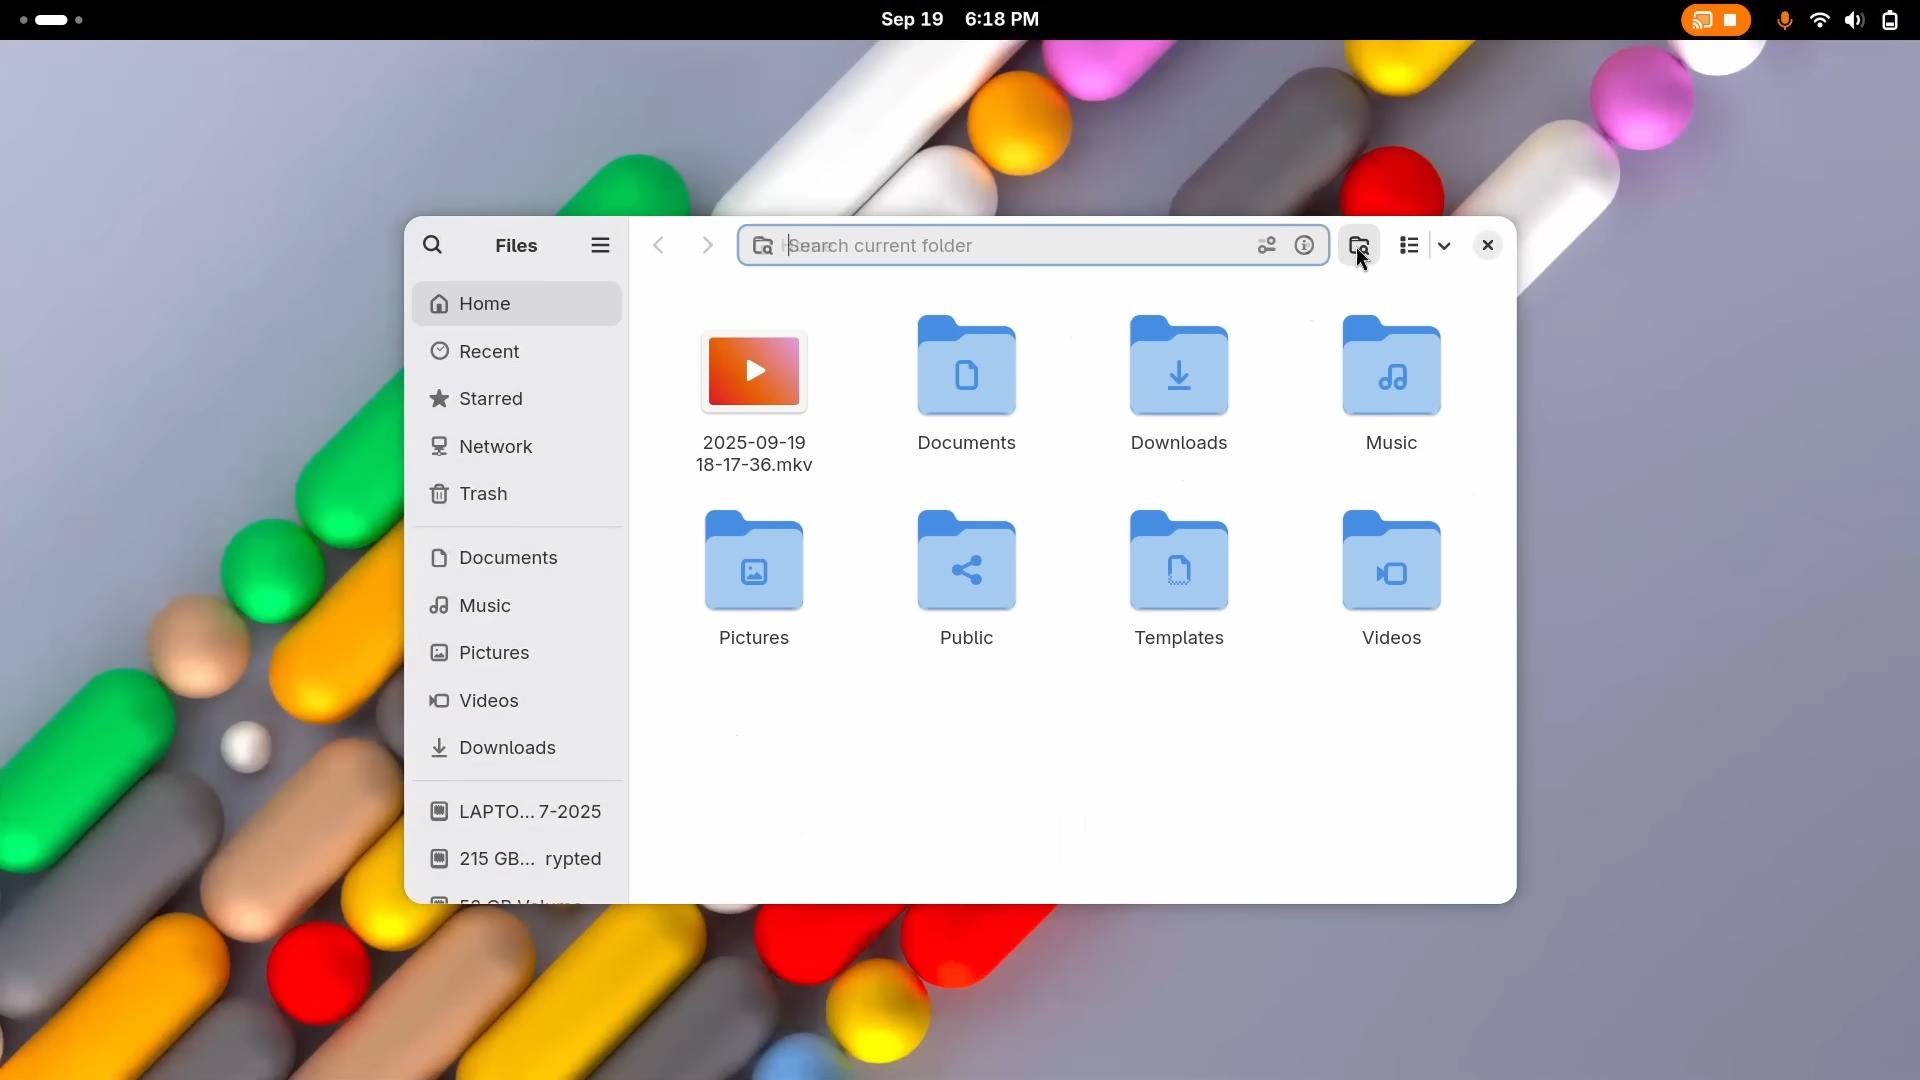 Sep 19 6:18 PM
Files
Search current folder
Home
Recent
Starred
Network
Trash
Documents
Music
Pictures
Videos
Downloads
LAPTO... 7-2025
215 GB... rypted
2025-09-19
18-17-36.mkv
Documents
Downloads
Music
Pictures
Public
Templates
Videos